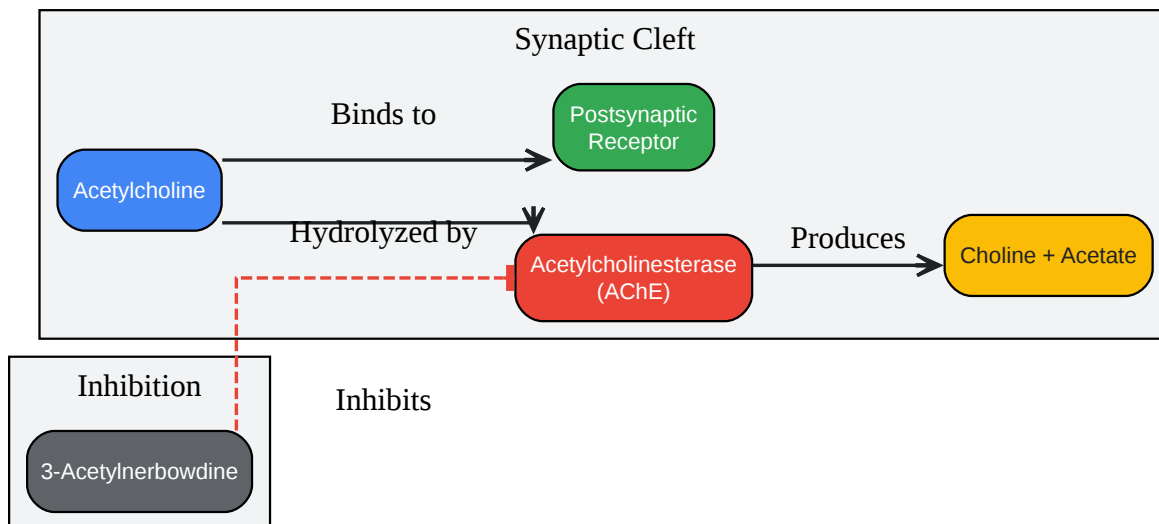 Synaptic Cleft
Binds to
Postsynaptic
Receptor
Acetylcholine
Hydrolyzed by
Produces
Acetylcholinesterase
(AChE)
Choline + Acetate
Inhibition
Inhibits
3-Acetylnerbowdine